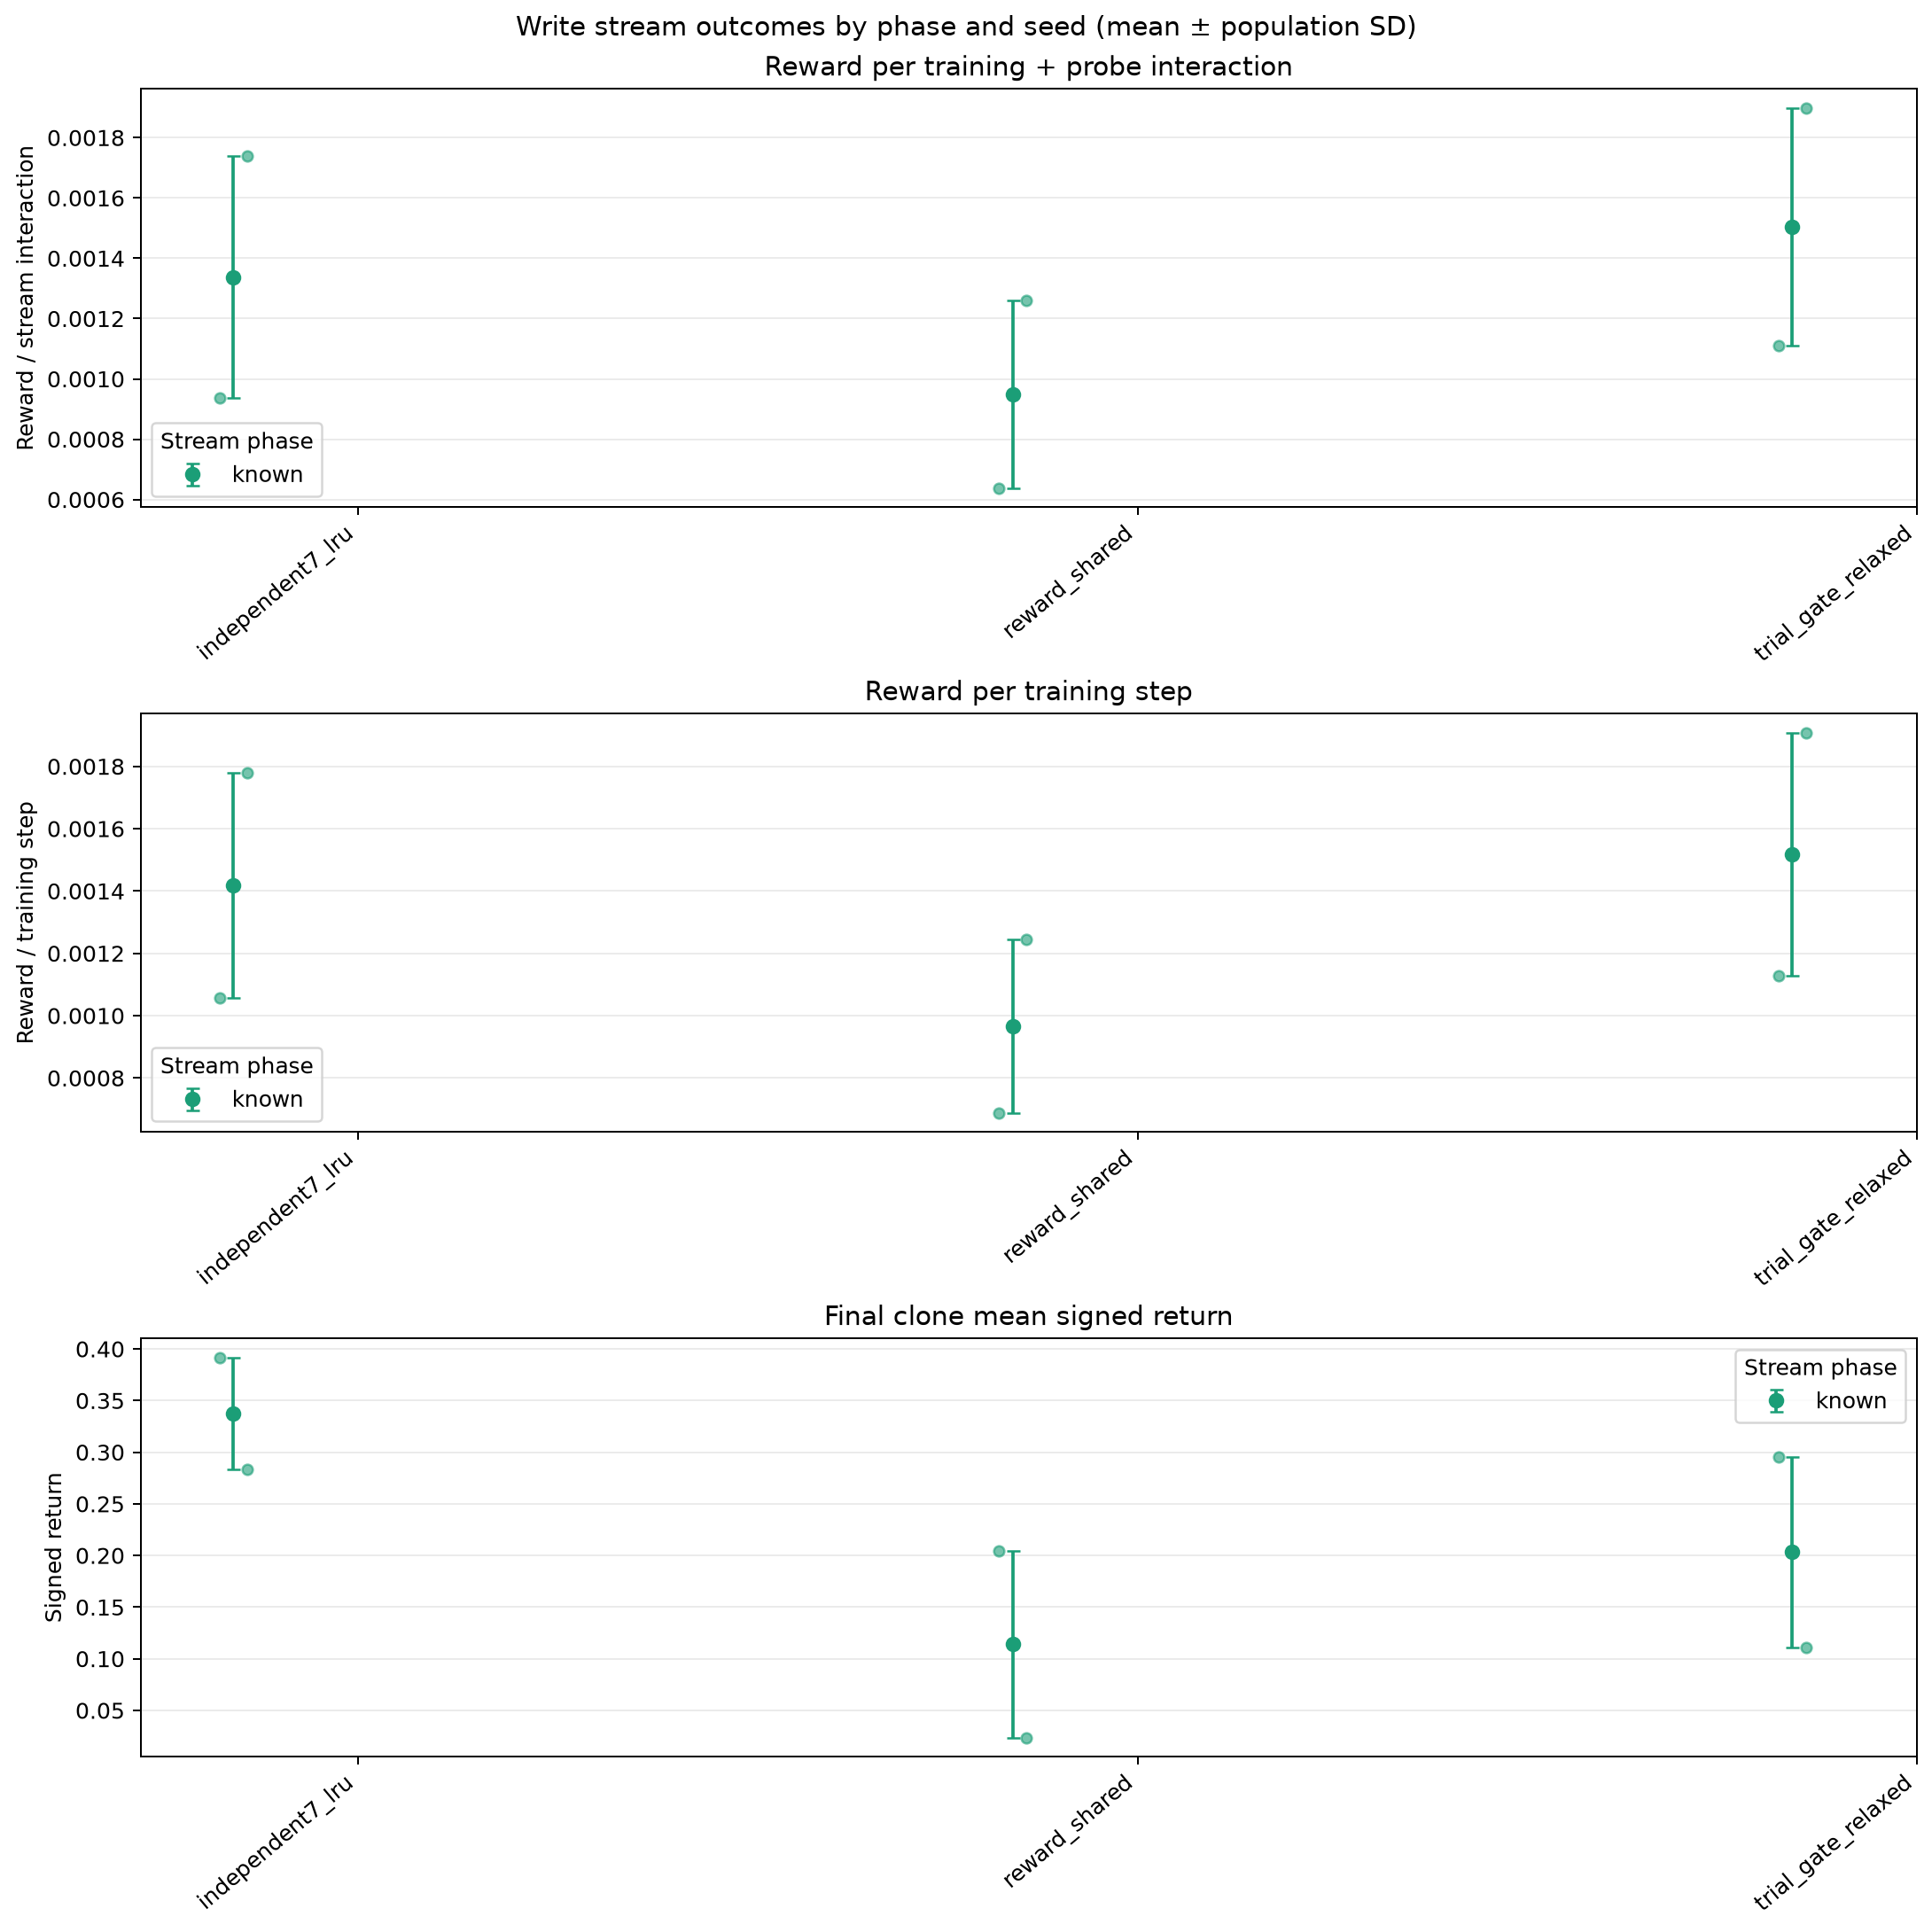 Write stream outcomes by phase and seed (mean ± population SD)
Reward per training + probe interaction
Reward / stream interaction
0.0018
0.0016
0.0014
0.0012
0.0010
0.0008
0.0006
Stream phase
known
independent7_lru
reward_shared
trial_gate_relaxed
Reward per training step
Reward / training step
0.0018
0.0016
0.0014
0.0012
0.0010
0.0008
Stream phase
known
independent7_lru
reward_shared
trial_gate_relaxed
Final clone mean signed return
Signed return
0.40
0.35
0.30
0.25
0.20
0.15
0.10
0.05
Stream phase
known
independent7_lru
reward_shared
trial_gate_relaxed